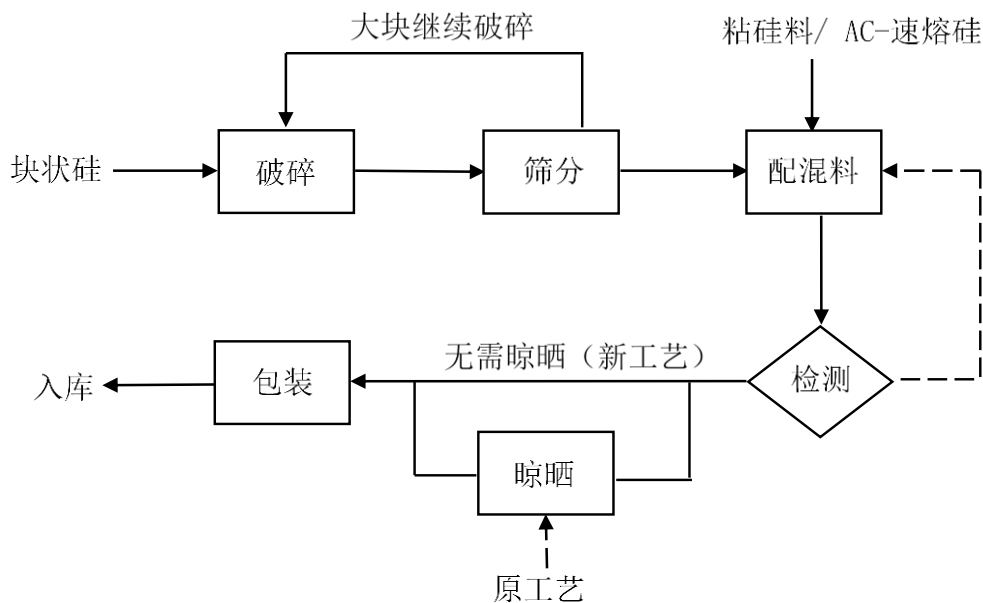 大块继续破碎
粘硅料/ AC-速熔硅
块状硅
破碎
筛分
配混料
无需晾晒（新工艺）
入库
包装
检测
晾晒
原工艺